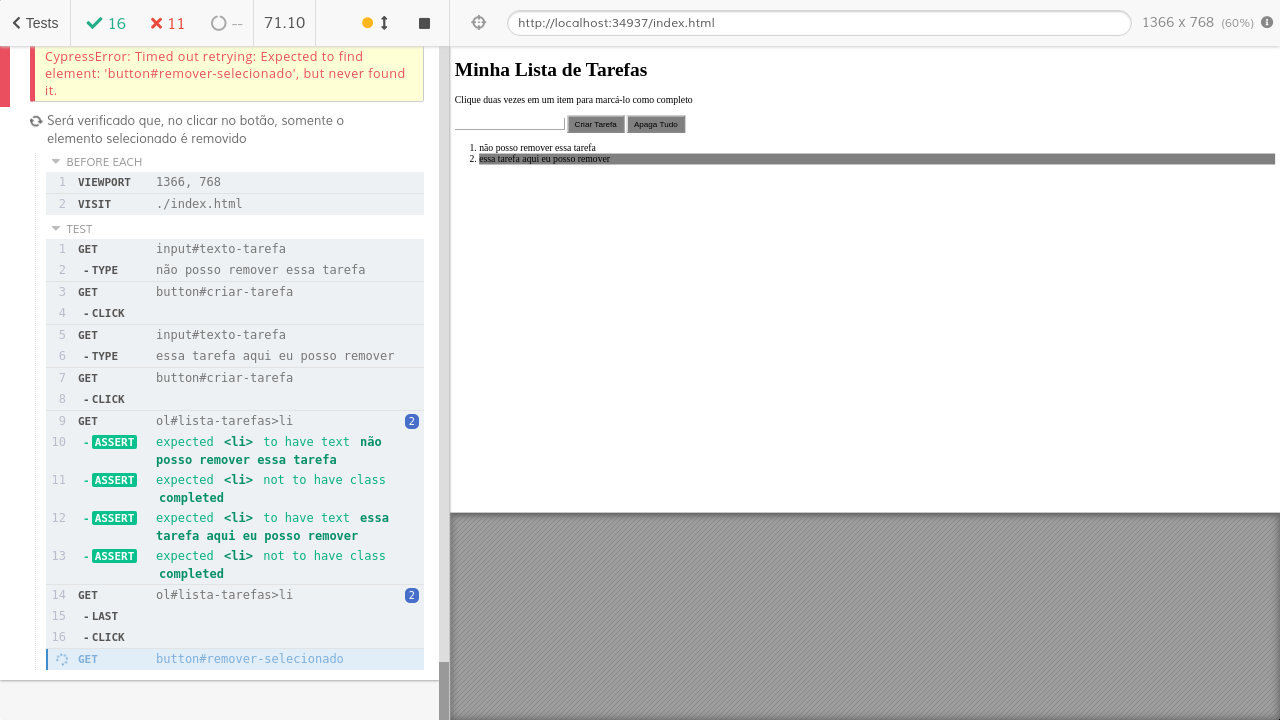 Tests
16
11
--
71.10
http://localhost:34937/index.html
1366 x 768 (60%)
CypressError: Timed out retrying: Expected to find
element: 'button#remover-selecionado', but never found
it.
Será verificado que, no clicar no botão, somente o
elemento selecionado é removido
BEFORE EACH
1 VIEWPORT 1366, 768
2 VISIT ./index.html
TEST
1 GET input#texto-tarefa
2 -TYPE não posso remover essa tarefa
3 GET button#criar-tarefa
4 -CLICK
5 GET input#texto-tarefa
6 -TYPE essa tarefa aqui eu posso remover
7 GET button#criar-tarefa
8 -CLICK
9 GET ol#lista-tarefas>li 2
10 -ASSERT expected <li> to have text não
posso remover essa tarefa
11 -ASSERT expected <li> not to have class
completed
12 -ASSERT expected <li> to have text essa
tarefa aqui eu posso remover
13 -ASSERT expected <li> not to have class
completed
14 GET ol#lista-tarefas>li 2
15 -LAST
16 -CLICK
GET button#remover-selecionado
Minha Lista de Tarefas
Clique duas vezes em um item para marcá-lo como completo
Criar Tarefa Apaga Tudo
1. não posso remover essa tarefa
2. essa tarefa aqui eu posso remover